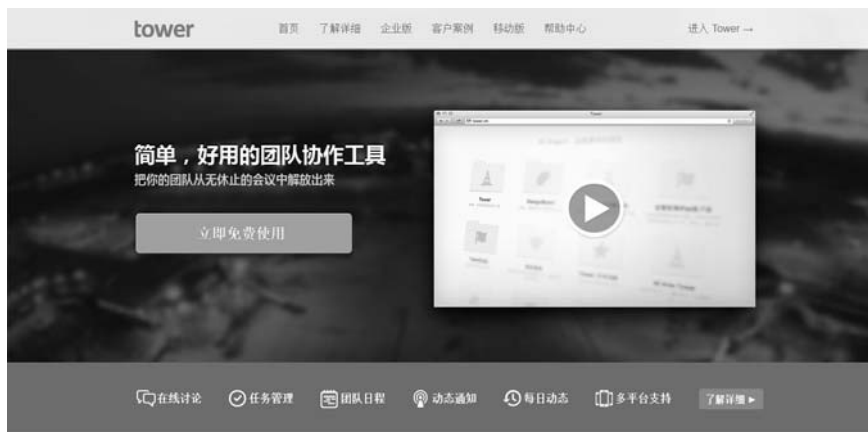 tower 首页 了解详细 企业版 客户案例 移动版 帮助中心 进入 Tower →
Tower
简单，好用的团队协作工具
把你的团队从无休止的会议中解放出来
Tower
立即免费使用
在线讨论 任务管理 团队日程 动态通知 每日动态 多平台支持 了解详细 ►